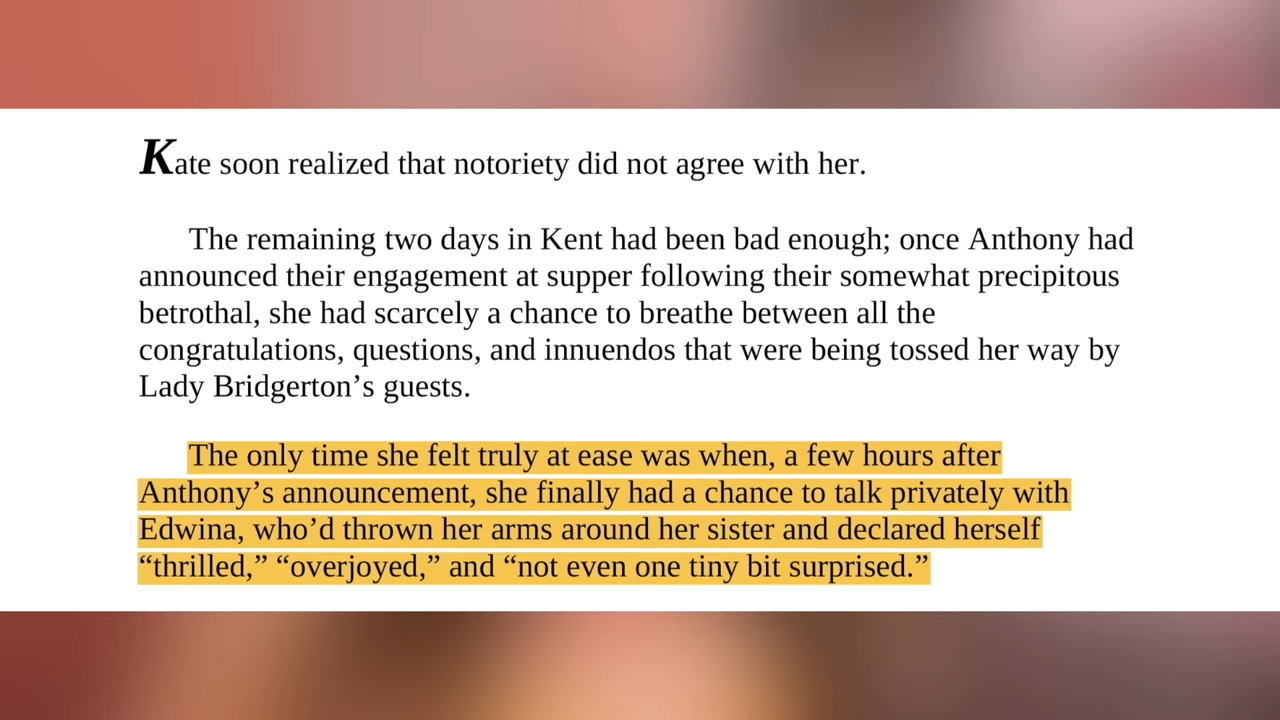 Kate soon realized that notoriety did not agree with her.
The remaining two days in Kent had been bad enough; once Anthony had
announced their engagement at supper following their somewhat precipitous
betrothal, she had scarcely a chance to breathe between all the
congratulations, questions, and innuendos that were being tossed her way by
Lady Bridgerton’s guests.
The only time she felt truly at ease was when, a few hours after
Anthony’s announcement, she finally had a chance to talk privately with
Edwina, who’d thrown her arms around her sister and declared herself
“thrilled,” “overjoyed,” and “not even one tiny bit surprised.”